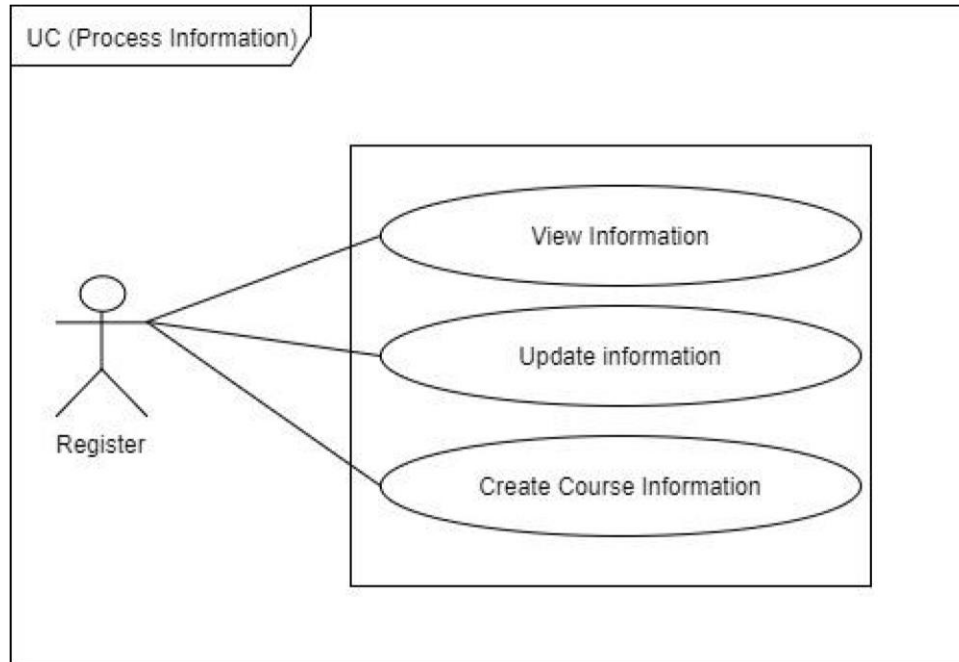 UC (Process Information)
View Information
Update information
Register
Create Course Information